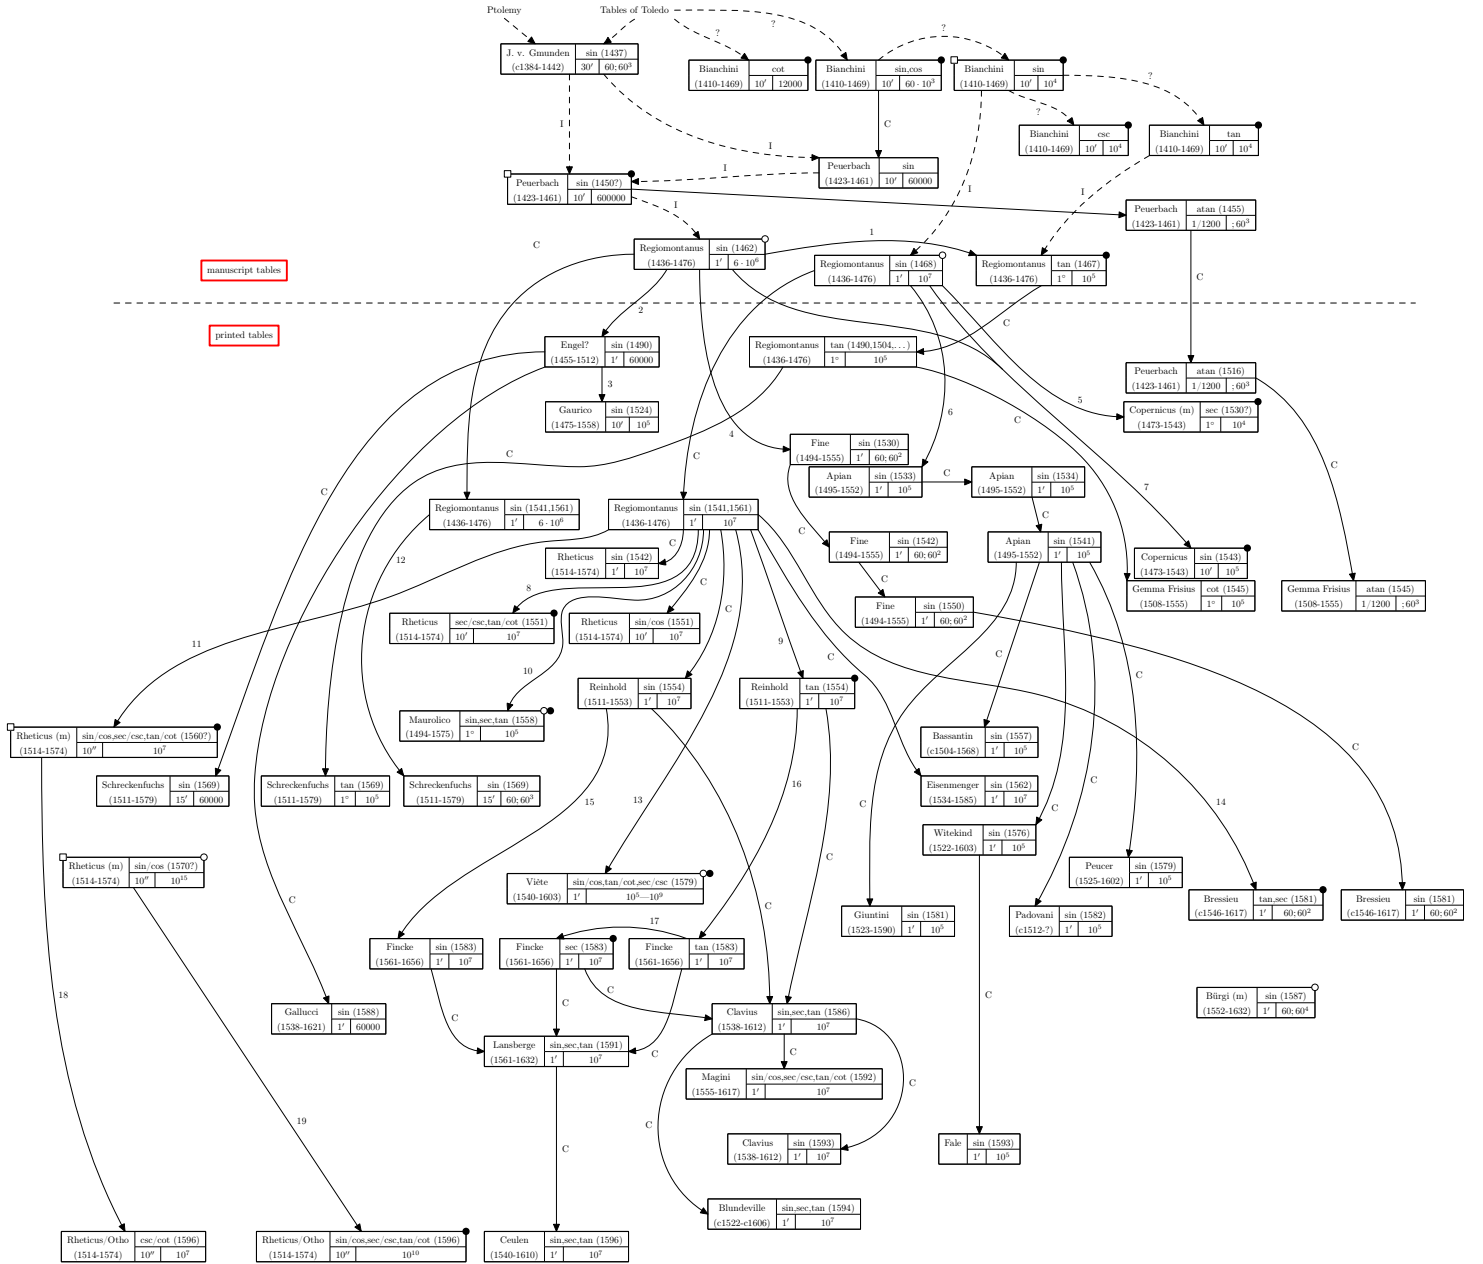 Ptolemy
Tables of Toledo
J. v. Gmunden sin (1437)
(c1384-1442) 30′ 60; 60³
?
?
?
Bianchini cot
(1410-1469) 10′ 12000
Bianchini sin,cos
(1410-1469) 10′ 60 · 10³
Bianchini sin
(1410-1469) 10′ 10⁴
?
?
I
C
Bianchini csc
(1410-1469) 10′ 10⁴
Bianchini tan
(1410-1469) 10′ 10⁴
I
I
Peuerbach sin
(1423-1461) 10′ 60000
Peuerbach sin (1450?)
(1423-1461) 10′ 600000
I
I
I
Peuerbach atan (1455)
(1423-1461) 1/1200 ; 60³
C
1
Regiomontanus sin (1462)
(1436-1476) 1′ 6 · 10⁶
Regiomontanus sin (1468)
(1436-1476) 1′ 10⁷
Regiomontanus tan (1467)
(1436-1476) 1° 10⁵
C
manuscript tables
printed tables
2
C
Engel? sin (1490)
(1455-1512) 1′ 60000
Regiomontanus tan (1490,1504,...)
(1436-1476) 1° 10⁵
Peuerbach atan (1516)
(1423-1461) 1/1200 ; 60³
3
Gaurico sin (1524)
(1475-1558) 10′ 10⁵
5
Copernicus (m) sec (1530?)
(1473-1543) 1° 10⁴
6
C
4
Fine sin (1530)
(1494-1555) 1′ 60; 60²
C
C
C
Apian sin (1533)
(1495-1552) 1′ 10⁵
C
Apian sin (1534)
(1495-1552) 1′ 10⁵
7
C
Regiomontanus sin (1541,1561)
(1436-1476) 1′ 6 · 10⁶
Regiomontanus sin (1541,1561)
(1436-1476) 1′ 10⁷
C
C
C
12
Rheticus sin (1542)
(1514-1574) 1′ 10⁷
Fine sin (1542)
(1494-1555) 1′ 60; 60²
Apian sin (1541)
(1495-1552) 1′ 10⁵
Copernicus sin (1543)
(1473-1543) 10′ 10⁵
8
C
C
Gemma Frisius cot (1545)
(1508-1555) 1° 10⁵
Gemma Frisius atan (1545)
(1508-1555) 1/1200 ; 60³
Rheticus sec/csc,tan/cot (1551)
(1514-1574) 10′ 10⁷
Rheticus sin/cos (1551)
(1514-1574) 10′ 10⁷
C
Fine sin (1550)
(1494-1555) 1′ 60; 60²
11
9
10
C
C
C
Reinhold sin (1554)
(1511-1553) 1′ 10⁷
Reinhold tan (1554)
(1511-1553) 1′ 10⁷
Maurolico sin,sec,tan (1558)
(1494-1575) 1° 10⁵
Rheticus (m) sin/cos,sec/csc,tan/cot (1560?)
(1514-1574) 10″ 10⁷
Bassantin sin (1557)
(c1504-1568) 1′ 10⁵
C
Schreckenfuchs sin (1569)
(1511-1579) 15′ 60000
Schreckenfuchs tan (1569)
(1511-1579) 1° 10⁵
Schreckenfuchs sin (1569)
(1511-1579) 15′ 60; 60³
Eisenmenger sin (1562)
(1534-1585) 1′ 10⁷
15
13
16
C
C
C
14
Witekind sin (1576)
(1522-1603) 1′ 10⁵
Rheticus (m) sin/cos (1570?)
(1514-1574) 10″ 10¹⁵
C
Peucer sin (1579)
(1525-1602) 1′ 10⁵
Viète sin/cos,tan/cot,sec/csc (1579)
(1540-1603) 1′ 10⁵—10⁹
C
C
Giuntini sin (1581)
(1523-1590) 1′ 10⁵
Padovani sin (1582)
(c1512-?) 1′ 10⁵
Bressieu tan,sec (1581)
(c1546-1617) 1′ 60; 60²
Bressieu sin (1581)
(c1546-1617) 1′ 60; 60²
17
Fincke sin (1583)
(1561-1656) 1′ 10⁷
Fincke sec (1583)
(1561-1656) 1′ 10⁷
Fincke tan (1583)
(1561-1656) 1′ 10⁷
18
C
C
C
Bürgi (m) sin (1587)
(1552-1632) 1′ 60; 60⁴
Gallucci sin (1588)
(1538-1621) 1′ 60000
C
Clavius sin,sec,tan (1586)
(1538-1612) 1′ 10⁷
Lansberge sin,sec,tan (1591)
(1561-1632) 1′ 10⁷
C
C
Magini sin/cos,sec/csc,tan/cot (1592)
(1555-1617) 1′ 10⁷
C
19
C
C
Clavius sin (1593)
(1538-1612) 1′ 10⁷
Fale sin (1593)
1′ 10⁵
Blundeville sin,sec,tan (1594)
(c1522-c1606) 1′ 10⁷
Rheticus/Otho csc/cot (1596)
(1514-1574) 10″ 10⁷
Rheticus/Otho sin/cos,sec/csc,tan/cot (1596)
(1514-1574) 10″ 10¹⁰
Ceulen sin,sec,tan (1596)
(1540-1610) 1′ 10⁷